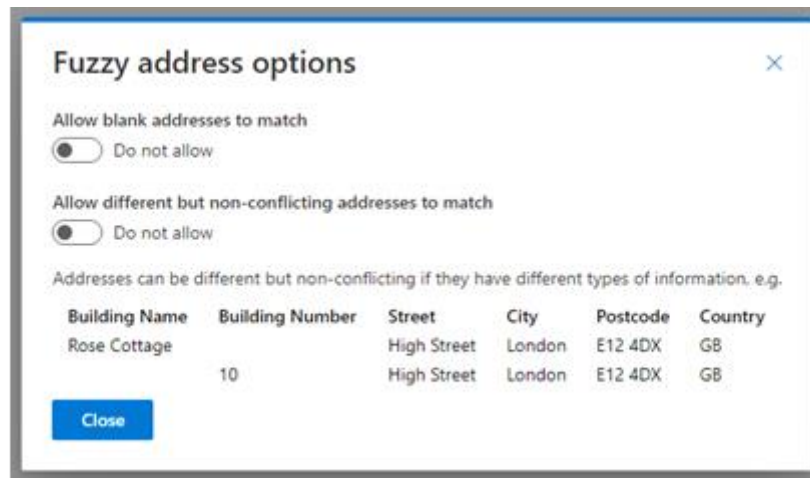 Fuzzy address options
Allow blank addresses to match
Do not allow
Allow different but non-conflicting addresses to match
Do not allow
Addresses can be different but non-conflicting if they have different types of information. e.g.
Building Name Building Number Street City Postcode Country
Rose Cottage High Street London E12 4DX GB
10 High Street London E12 4DX GB
Close